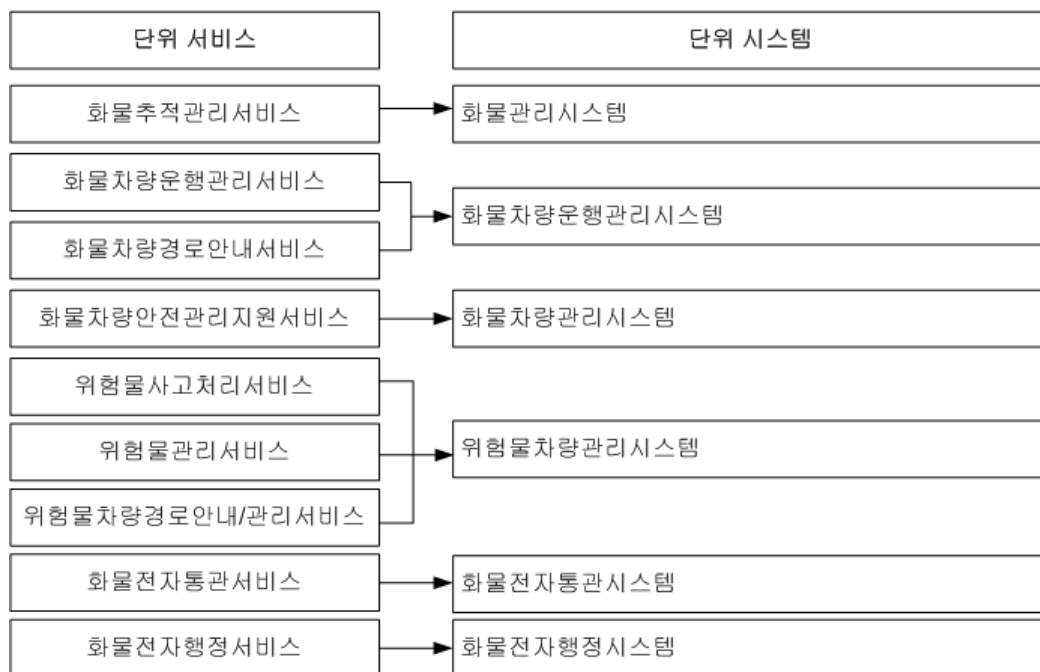 단위 서비스
단위 시스템
화물추적관리서비스
화물관리시스템
화물차량운행관리서비스
화물차량운행관리시스템
화물차량경로안내서비스
화물차량안전관리지원서비스
화물차량관리시스템
위험물사고처리서비스
위험물관리서비스
위험물차량관리시스템
위험물차량경로안내/관리서비스
화물전자통관서비스
화물전자통관시스템
화물전자행정서비스
화물전자행정시스템